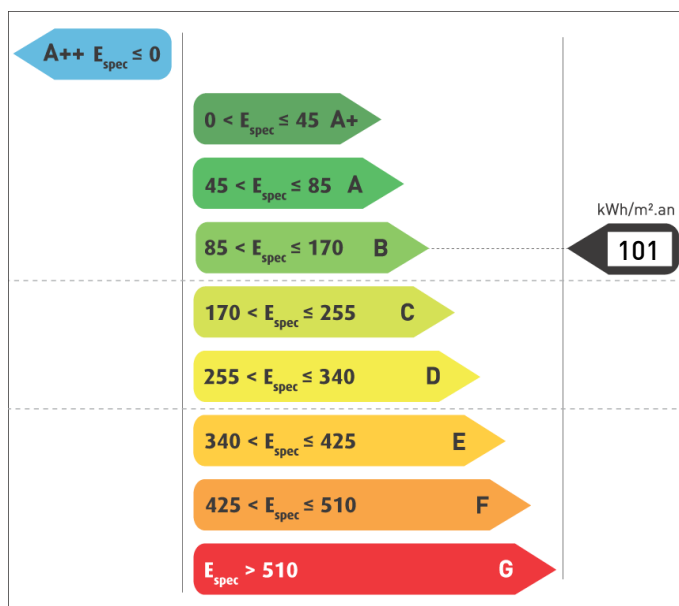 A++ Espec ≤ 0
0 < Espec ≤ 45 A+
45 < Espec ≤ 85 A
kWh/m².an
85 < Espec ≤ 170 B
101
170 < Espec ≤ 255 C
255 < Espec ≤ 340 D
340 < Espec ≤ 425 E
425 < Espec ≤ 510 F
Espec > 510 G